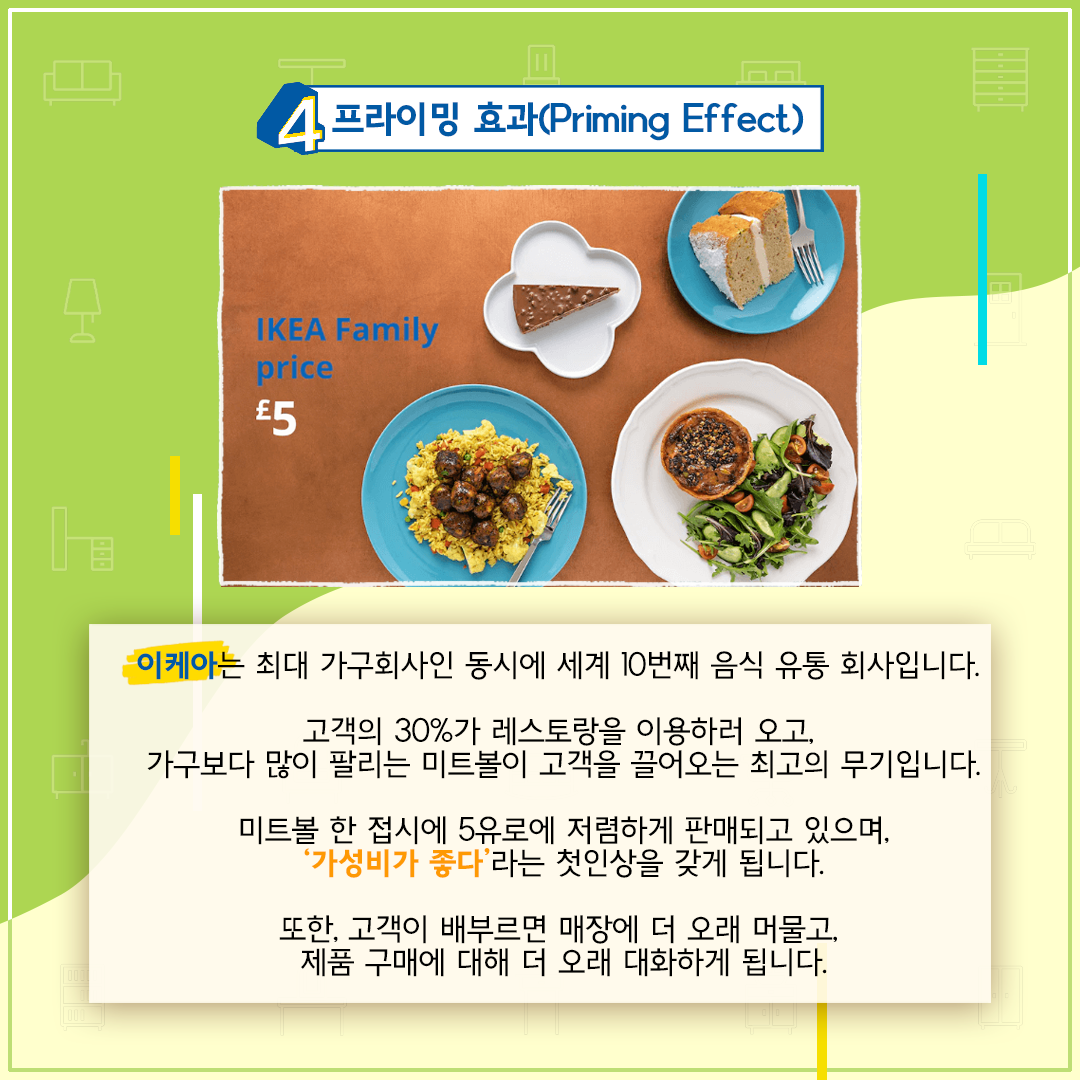 4 프라이밍 효과(Priming Effect)
IKEA Family
price
£5
이케아는 최대 가구회사인 동시에 세계 10번째 음식 유통 회사입니다.
고객의 30%가 레스토랑을 이용하러 오고,
가구보다 많이 팔리는 미트볼이 고객을 끌어오는 최고의 무기입니다.
미트볼 한 접시에 5유로에 저렴하게 판매되고 있으며,
‘가성비가 좋다’라는 첫인상을 갖게 됩니다.
또한, 고객이 배부르면 매장에 더 오래 머물고,
제품 구매에 대해 더 오래 대화하게 됩니다.